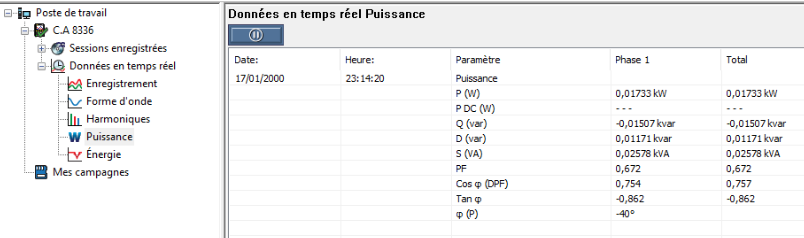 Poste de travail
C.A 8336
Sessions enregistrées
Données en temps réel
Enregistrement
Forme d'onde
Harmoniques
W Puissance
Énergie
Mes campagnes
Données en temps réel Puissance
Date: Heure: Paramètre Phase 1 Total
17/01/2000 23:14:20 Puissance
P (W) 0,01733 kW 0,01733 kW
P DC (W) - - - - - -
Q (var) -0,01507 kvar -0,01507 kvar
D (var) 0,01171 kvar 0,01171 kvar
S (VA) 0,02578 kVA 0,02578 kVA
PF 0,672 0,672
Cos φ (DPF) 0,754 0,757
Tan φ -0,862 -0,862
φ (P) -40°